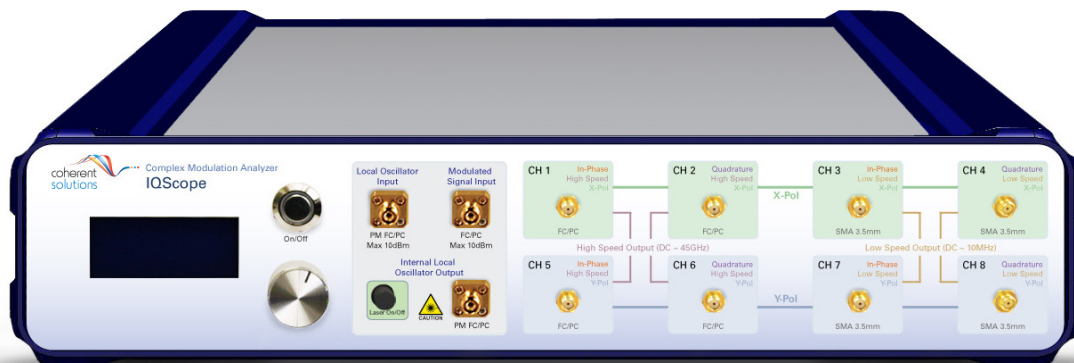 coherent
solutions
Complex Modulation Analyzer
IQScope
On/Off
Local Oscillator
Input
PM FC/PC
Max 10dBm
Modulated
Signal Input
FC/PC
Max 10dBm
Internal Local
Oscillator Output
Laser On/Off
CAUTION
PM FC/PC
CH 1
In-Phase
High Speed
X-Pol
FC/PC
CH 2
Quadrature
High Speed
X-Pol
FC/PC
X-Pol
CH 3
In-Phase
Low Speed
X-Pol
SMA 3.5mm
CH 4
Quadrature
Low Speed
X-Pol
SMA 3.5mm
High Speed Output (DC ~ 45GHz)
Low Speed Output (DC ~ 10MHz)
CH 5
In-Phase
High Speed
Y-Pol
FC/PC
CH 6
Quadrature
High Speed
Y-Pol
FC/PC
Y-Pol
CH 7
In-Phase
Low Speed
Y-Pol
SMA 3.5mm
CH 8
Quadrature
Low Speed
Y-Pol
SMA 3.5mm